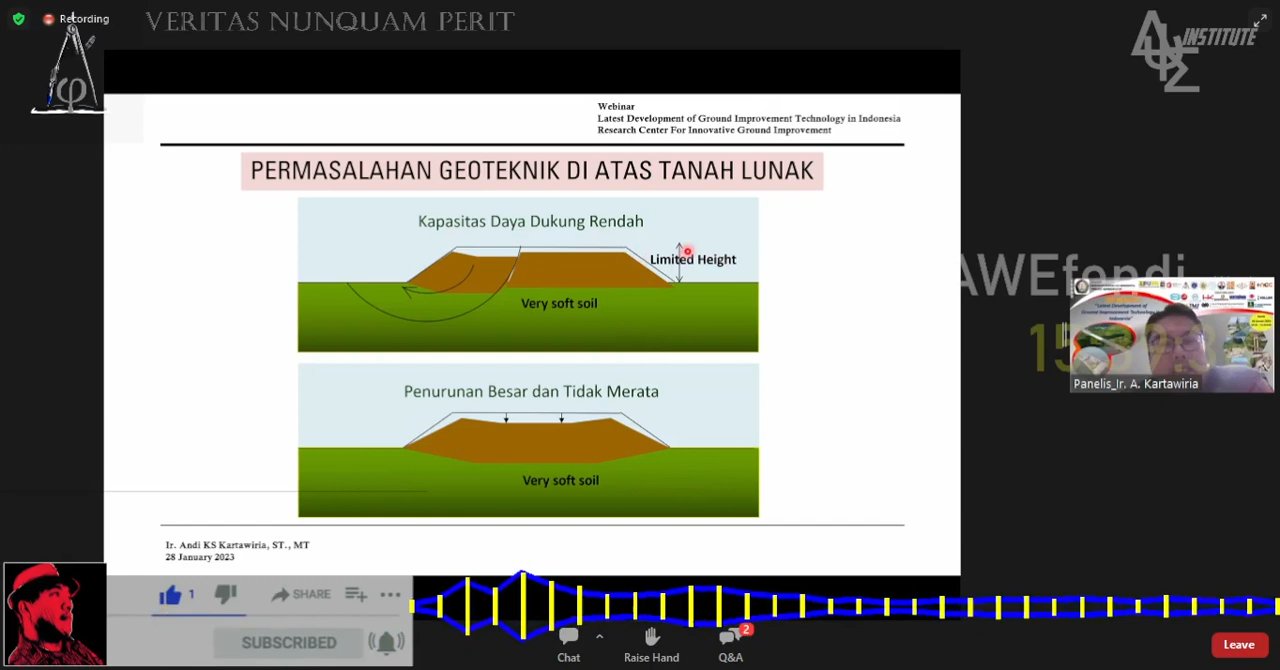 Recording
VERITAS NUNQUAM PERIT
INSTITUTE
φ
Webinar
Latest Development of Ground Improvement Technology in Indonesia
Research Center For Innovative Ground Improvement
PERMASALAHAN GEOTEKNIK DI ATAS TANAH LUNAK
Kapasitas Daya Dukung Rendah
Limited Height
Very soft soil
AWEfendi
Panelis_Ir. A. Kartawiria
Penurunan Besar dan Tidak Merata
Very soft soil
Ir. Andi KS Kartawiria, ST., MT
28 January 2023
1
SHARE
SUBSCRIBED
Chat
Raise Hand
2
Q&A
Leave